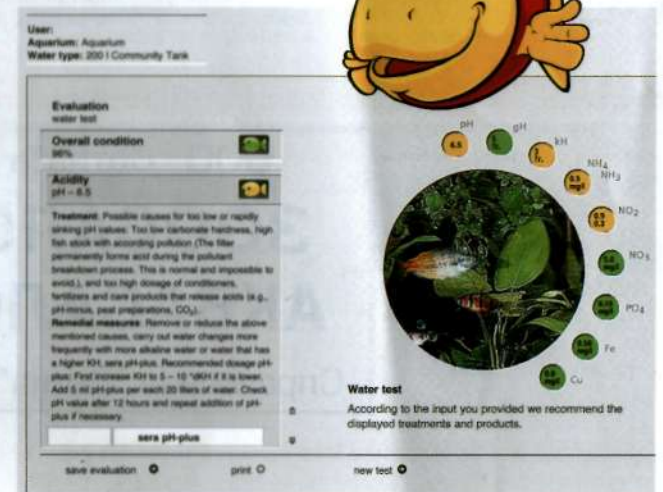 User:
Aquarium: Aquarium
Water type: 200 l Community Tank
Evaluation
water test
Overall condition
Acidity
pH – 6.5
Treatment: Possible causes for too low or rapidly
sinking pH values: Too low carbonate hardness, high
fish stock with according pollution (The filter
permanently forms acid during the pollutant
breakdown process. This is normal and impossible to
avoid.), and too high dosage of conditioners,
fertilizers and care products that release acids (e.g.,
pH-minus, peat preparations, CO₂).
Remedial measures: Remove or reduce the above
mentioned causes, carry out water changes more
frequently with more alkaline water or water that has
a higher KH; sera pH-plus. Recommended dosage pH-
plus: First increase KH to 5 – 10 °dKH if it is lower.
Add 5 ml pH-plus per each 20 liters of water. Check
pH value after 12 hours and repeat addition of pH-
plus if necessary.
sera pH-plus
save evaluation
print
new test
pH
6.5
gH
kH
NH₄
NH₃
0.5
mg/l
NO₂
NO₃
PO₄
Fe
Cu
Water test
According to the input you provided we recommend the
displayed treatments and products.